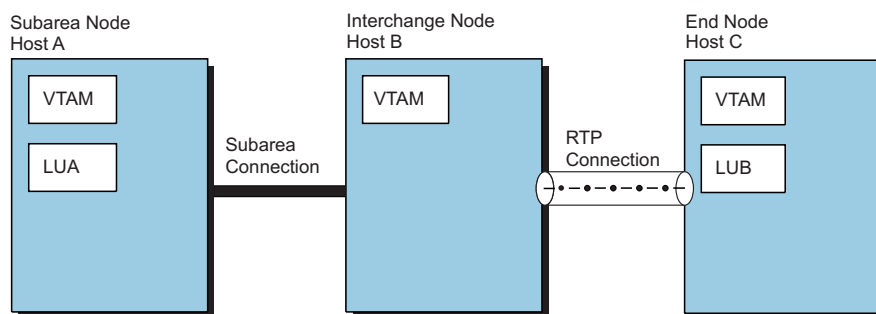 Subarea Node
Host A
VTAM
LUA
Subarea
Connection
Interchange Node
Host B
VTAM
RTP
Connection
End Node
Host C
VTAM
LUB